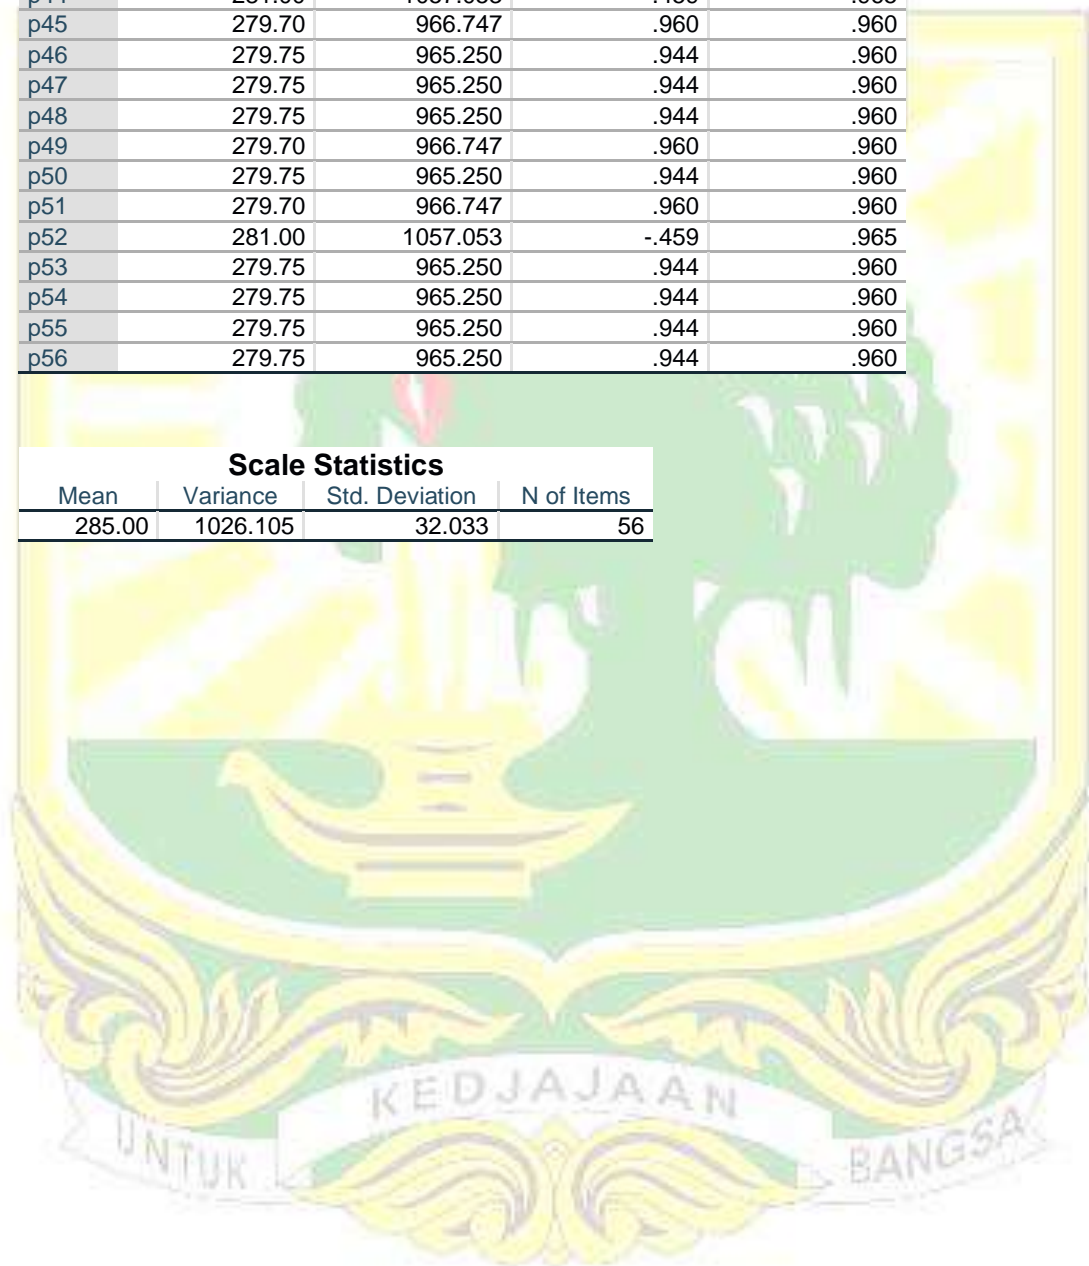 p45 279.70 966.747 .960 .960
p46 279.75 965.250 .944 .960
p47 279.75 965.250 .944 .960
p48 279.75 965.250 .944 .960
p49 279.70 966.747 .960 .960
p50 279.75 965.250 .944 .960
p51 279.70 966.747 .960 .960
p52 281.00 1057.053 -.459 .965
p53 279.75 965.250 .944 .960
p54 279.75 965.250 .944 .960
p55 279.75 965.250 .944 .960
p56 279.75 965.250 .944 .960
Scale Statistics
Mean Variance Std. Deviation N of Items
285.00 1026.105 32.033 56
UNTUK KEDJAJAAN BANGSA